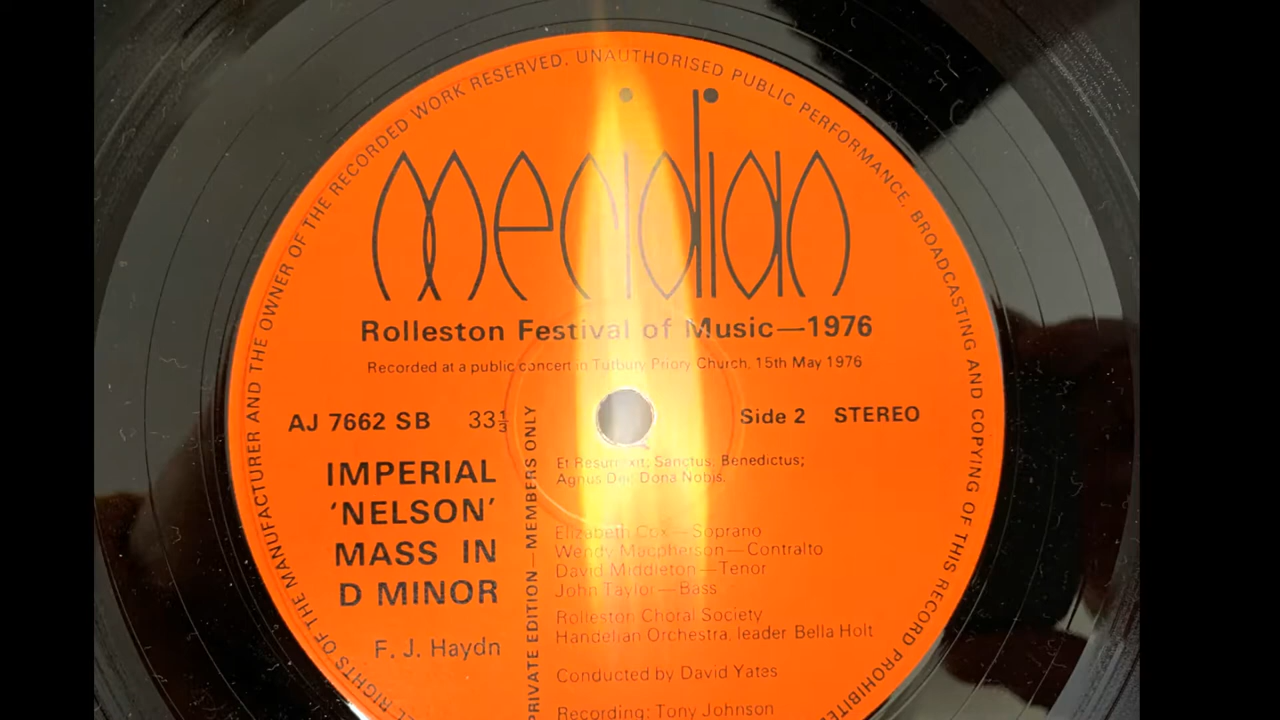 ALL RIGHTS OF THE MANUFACTURER AND THE OWNER OF THE RECORDED WORK RESERVED. UNAUTHORISED PUBLIC PERFORMANCE, BROADCASTING AND COPYING OF THIS RECORD PROHIBITED
meridian
Rolleston Festival of Music—1976
Recorded at a public concert in Tutbury Priory Church, 15th May 1976
AJ 7662 SB 33⅓
Side 2 STEREO
IMPERIAL
‘NELSON’
MASS IN
D MINOR
F. J. Haydn
PRIVATE EDITION—MEMBERS ONLY
Et Resurrexit; Sanctus, Benedictus;
Agnus Dei; Dona Nobis.
Elizabeth Cox—Soprano
Wendy Macpherson—Contralto
David Middleton—Tenor
John Taylor—Bass
Rolleston Choral Society
Handelian Orchestra, leader Bella Holt
Conducted by David Yates
Recording: Tony Johnson